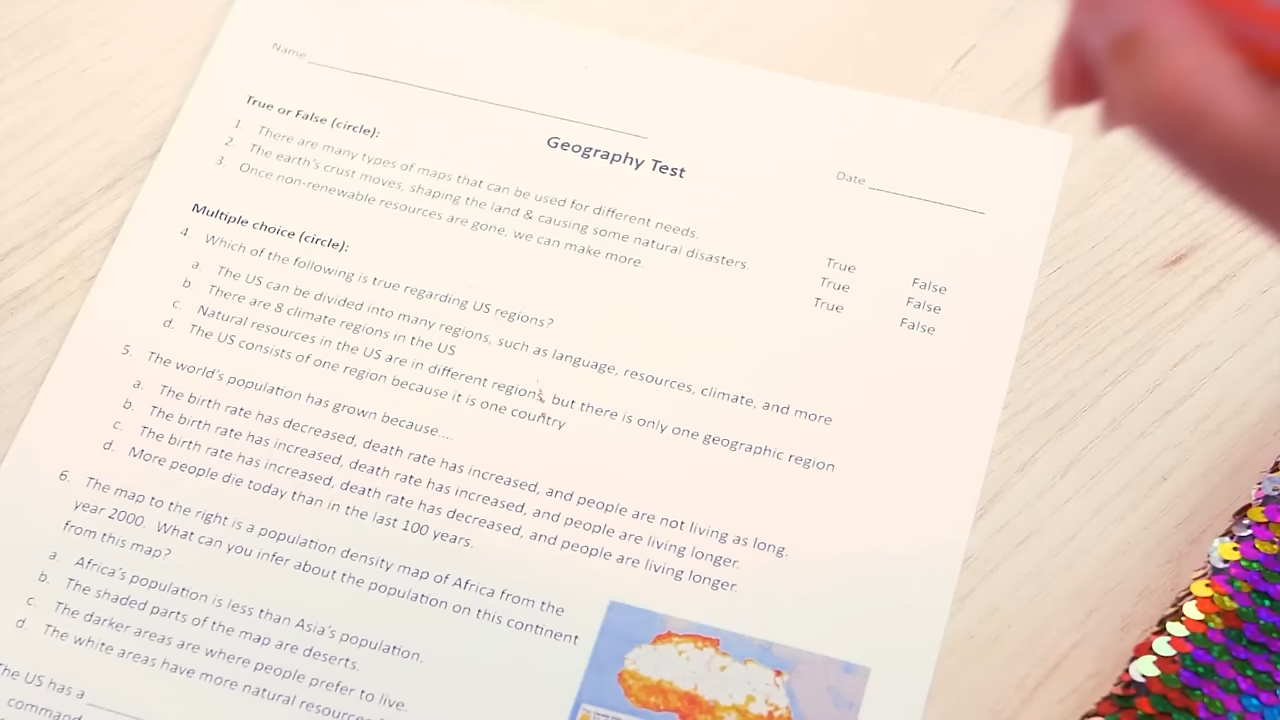 Name
Geography Test
Date
True or False (circle):
1. There are many types of maps that can be used for different needs. True False
2. The earth's crust moves, shaping the land & causing some natural disasters. True False
3. Once non-renewable resources are gone, we can make more. True False
Multiple choice (circle):
4. Which of the following is true regarding US regions?
a. The US can be divided into many regions, such as language, resources, climate, and more
b. There are 8 climate regions in the US
c. Natural resources in the US are in different regions, but there is only one geographic region
d. The US consists of one region because it is one country
5. The world's population has grown because....
a. The birth rate has decreased, death rate has increased, and people are not living as long.
b. The birth rate has increased, death rate has increased, and people are living longer.
c. The birth rate has increased, death rate has decreased, and people are living longer.
d. More people die today than in the last 100 years.
6. The map to the right is a population density map of Africa from the
year 2000. What can you infer about the population on this continent
from this map?
a. Africa's population is less than Asia's population.
b. The shaded parts of the map are deserts.
c. The darker areas are where people prefer to live.
d. The white areas have more natural
The US has a